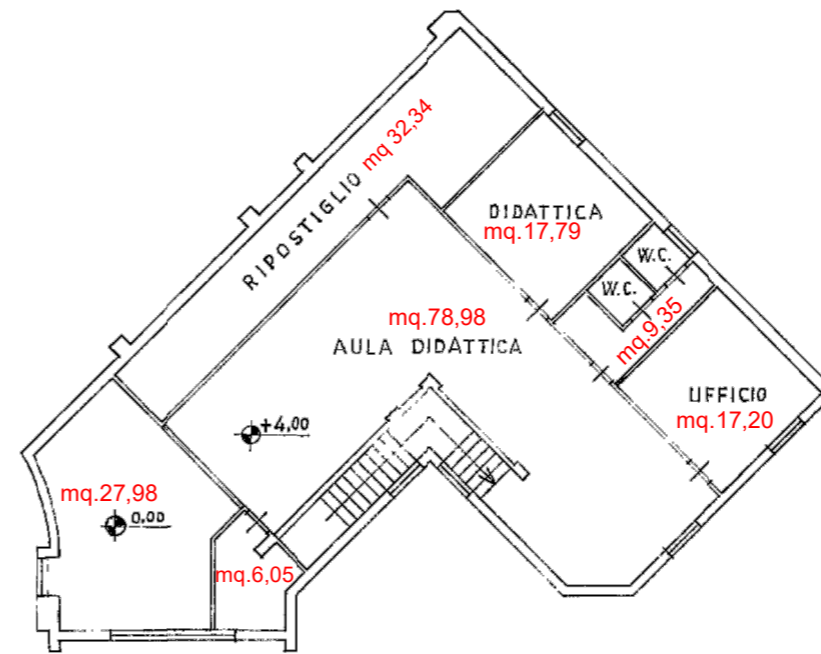 mq 32,34
RIPOSTIGLIO
DIDATTICA
mq.17,79
W.C.
W.C.
mq.9,35
mq.78,98
AULA DIDATTICA
UFFICIO
mq.17,20
+4,00
mq.27,98
0,00
mq.6,05